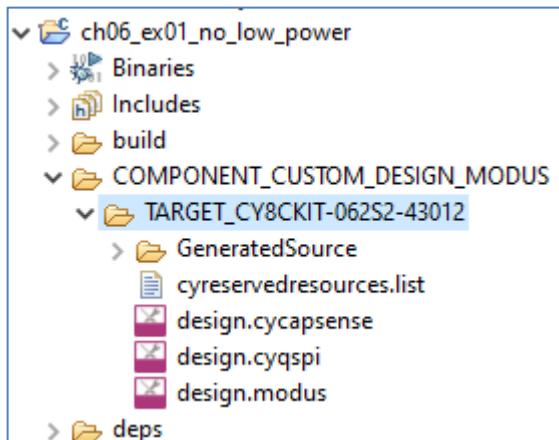 ch06_ex01_no_low_power
Binaries
Includes
build
COMPONENT_CUSTOM_DESIGN_MODUS
TARGET_CY8CKIT-062S2-43012
GeneratedSource
cyreservedresources.list
design.cycapsense
design.cyqspi
design.modus
deps